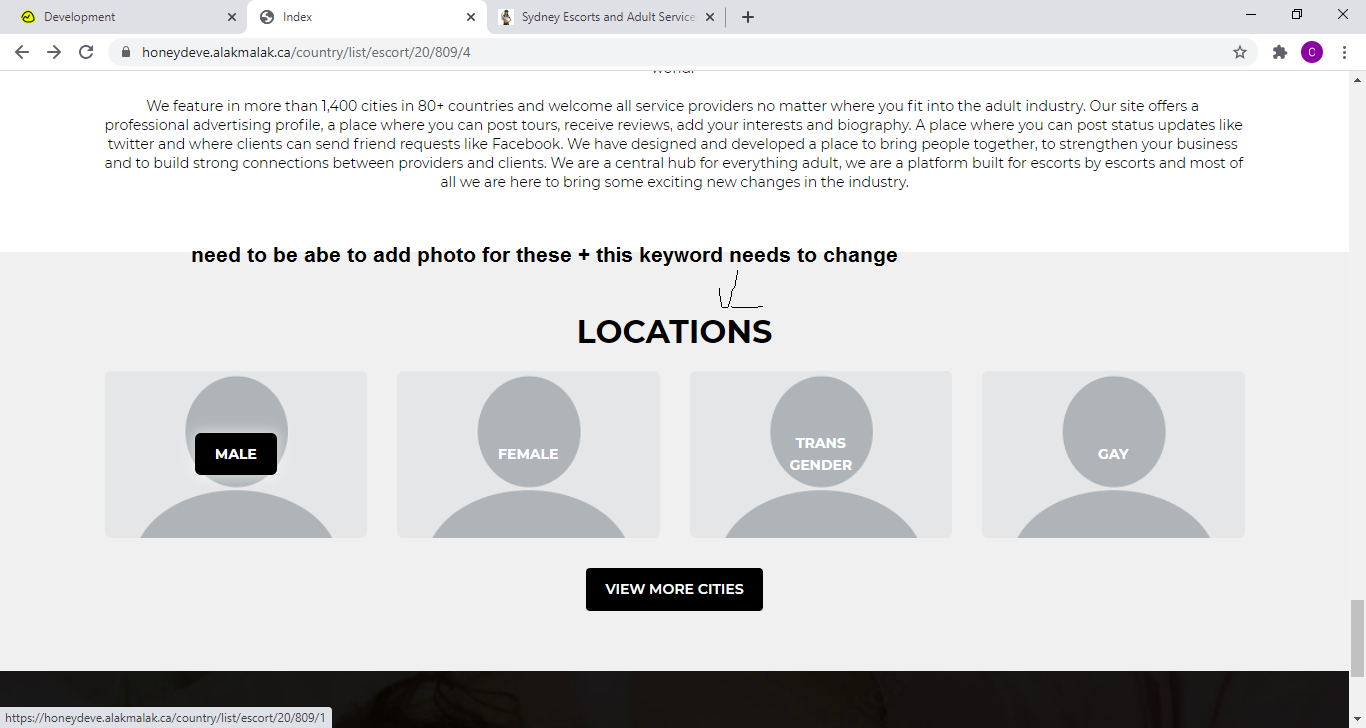 Development
Index
Sydney Escorts and Adult Service
honeydeve.alakmalak.ca/country/list/escort/20/809/4
C
We feature in more than 1,400 cities in 80+ countries and welcome all service providers no matter where you fit into the adult industry. Our site offers a
professional advertising profile, a place where you can post tours, receive reviews, add your interests and biography. A place where you can post status updates like
twitter and where clients can send friend requests like Facebook. We have designed and developed a place to bring people together, to strengthen your business
and to build strong connections between providers and clients. We are a central hub for everything adult, we are a platform built for escorts by escorts and most of
all we are here to bring some exciting new changes in the industry.
need to be abe to add photo for these + this keyword needs to change
LOCATIONS
MALE
FEMALE
TRANS
GENDER
GAY
VIEW MORE CITIES
https://honeydeve.alakmalak.ca/country/list/escort/20/809/1